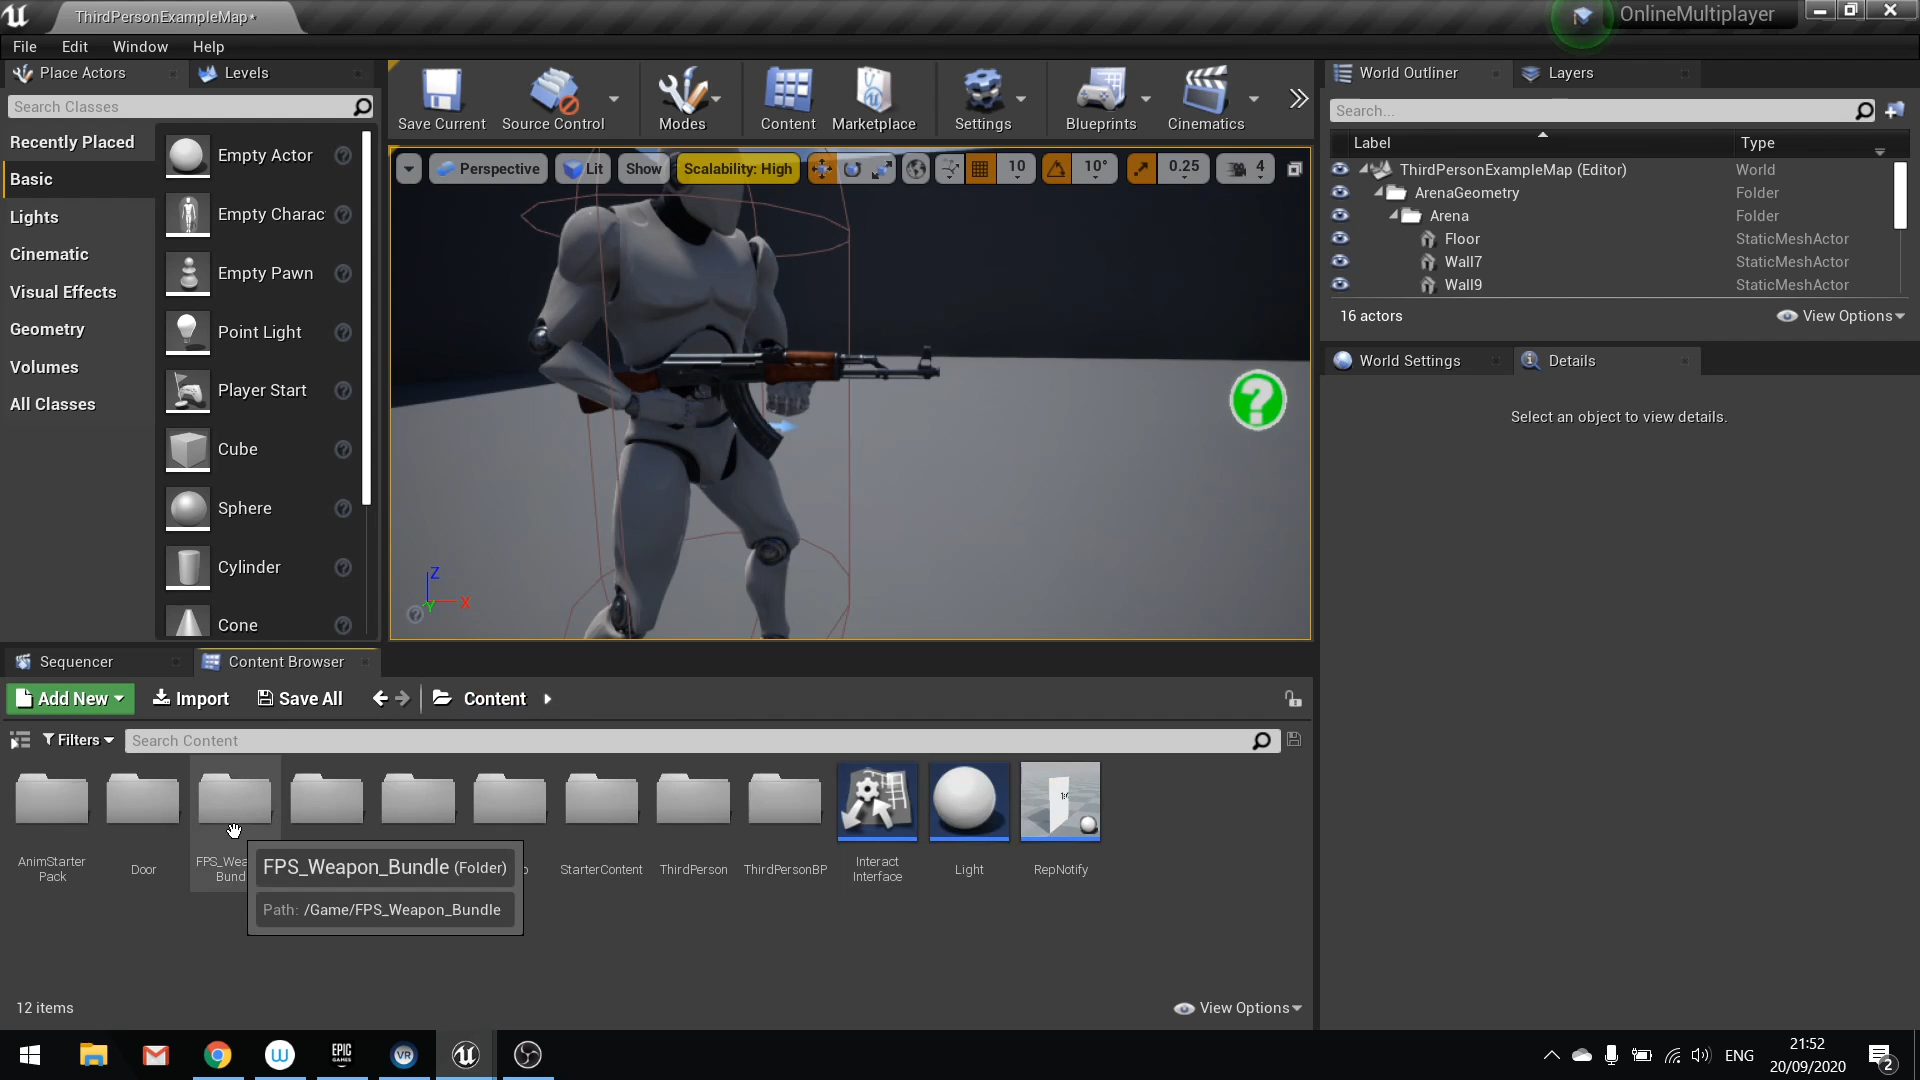 ThirdPersonExampleMap*
OnlineMultiplayer
File Edit Window Help
Place Actors
Levels
Search Classes
Recently Placed
Basic
Lights
Cinematic
Visual Effects
Geometry
Volumes
All Classes
Empty Actor
Empty Charac
Empty Pawn
Point Light
Player Start
Cube
Sphere
Cylinder
Cone
Save Current
Source Control
Modes
Content
Marketplace
Settings
Blueprints
Cinematics
Perspective
Lit
Show
Scalability: High
10
10°
0.25
4
Z
X
Y
World Outliner
Layers
Search...
Label Type
ThirdPersonExampleMap (Editor) World
ArenaGeometry Folder
Arena Folder
Floor StaticMeshActor
Wall7 StaticMeshActor
Wall9 StaticMeshActor
16 actors
View Options
World Settings
Details
Select an object to view details.
Sequencer
Content Browser
Add New
Import
Save All
Content
Filters
Search Content
AnimStarter
Pack
Door
FPS_Wea
Bund
StarterContent
ThirdPerson
ThirdPersonBP
Interact
Interface
Light
RepNotify
FPS_Weapon_Bundle (Folder)
Path: /Game/FPS_Weapon_Bundle
12 items
View Options
EPIC
GAMES
VR
ENG
21:52
20/09/2020
2